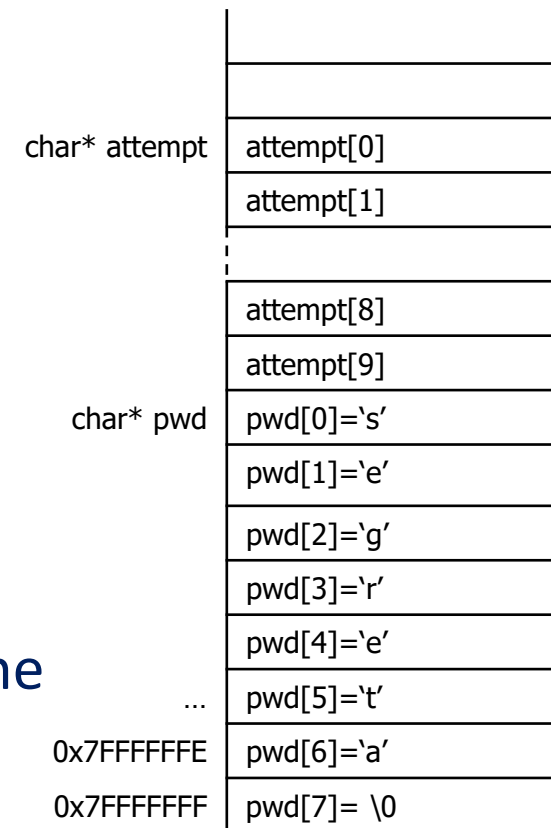 char* attempt attempt[0]
attempt[1]
attempt[8]
attempt[9]
char* pwd pwd[0]=‘s’
pwd[1]=‘e’
pwd[2]=‘g’
pwd[3]=‘r’
pwd[4]=‘e’
ne
… pwd[5]=‘t’
0x7FFFFFFE pwd[6]=‘a’
0x7FFFFFFF pwd[7]= \0